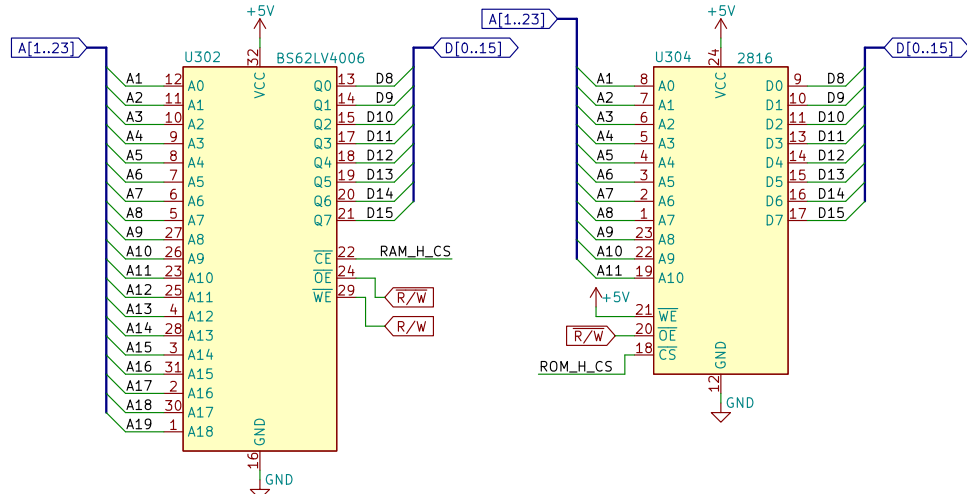 +5V
A[1..23]
U302
BS62LV4006
D[0..15]
32
VCC
A1 12 A0
A2 11 A1
A3 10 A2
A4 9 A3
A5 8 A4
A6 7 A5
A7 6 A6
A8 5 A7
A9 27 A8
A10 26 A9
A11 23 A10
A12 25 A11
A13 4 A12
A14 28 A13
A15 3 A14
A16 31 A15
A17 2 A16
A18 30 A17
A19 1 A18
Q0 13 D8
Q1 14 D9
Q2 15 D10
Q3 17 D11
Q4 18 D12
Q5 19 D13
Q6 20 D14
Q7 21 D15
CE 22 RAM_H_CS
OE 24
WE 29
R/W
R/W
GND
16
GND
+5V
A[1..23]
U304
2816
D[0..15]
24
VCC
A1 8 A0
A2 7 A1
A3 6 A2
A4 5 A3
A5 4 A4
A6 3 A5
A7 2 A6
A8 1 A7
A9 23 A8
A10 22 A9
A11 19 A10
D0 9 D8
D1 10 D9
D2 11 D10
D3 13 D11
D4 14 D12
D5 15 D13
D6 16 D14
D7 17 D15
+5V
21 WE
R/W 20 OE
ROM_H_CS 18 CS
GND
12
GND